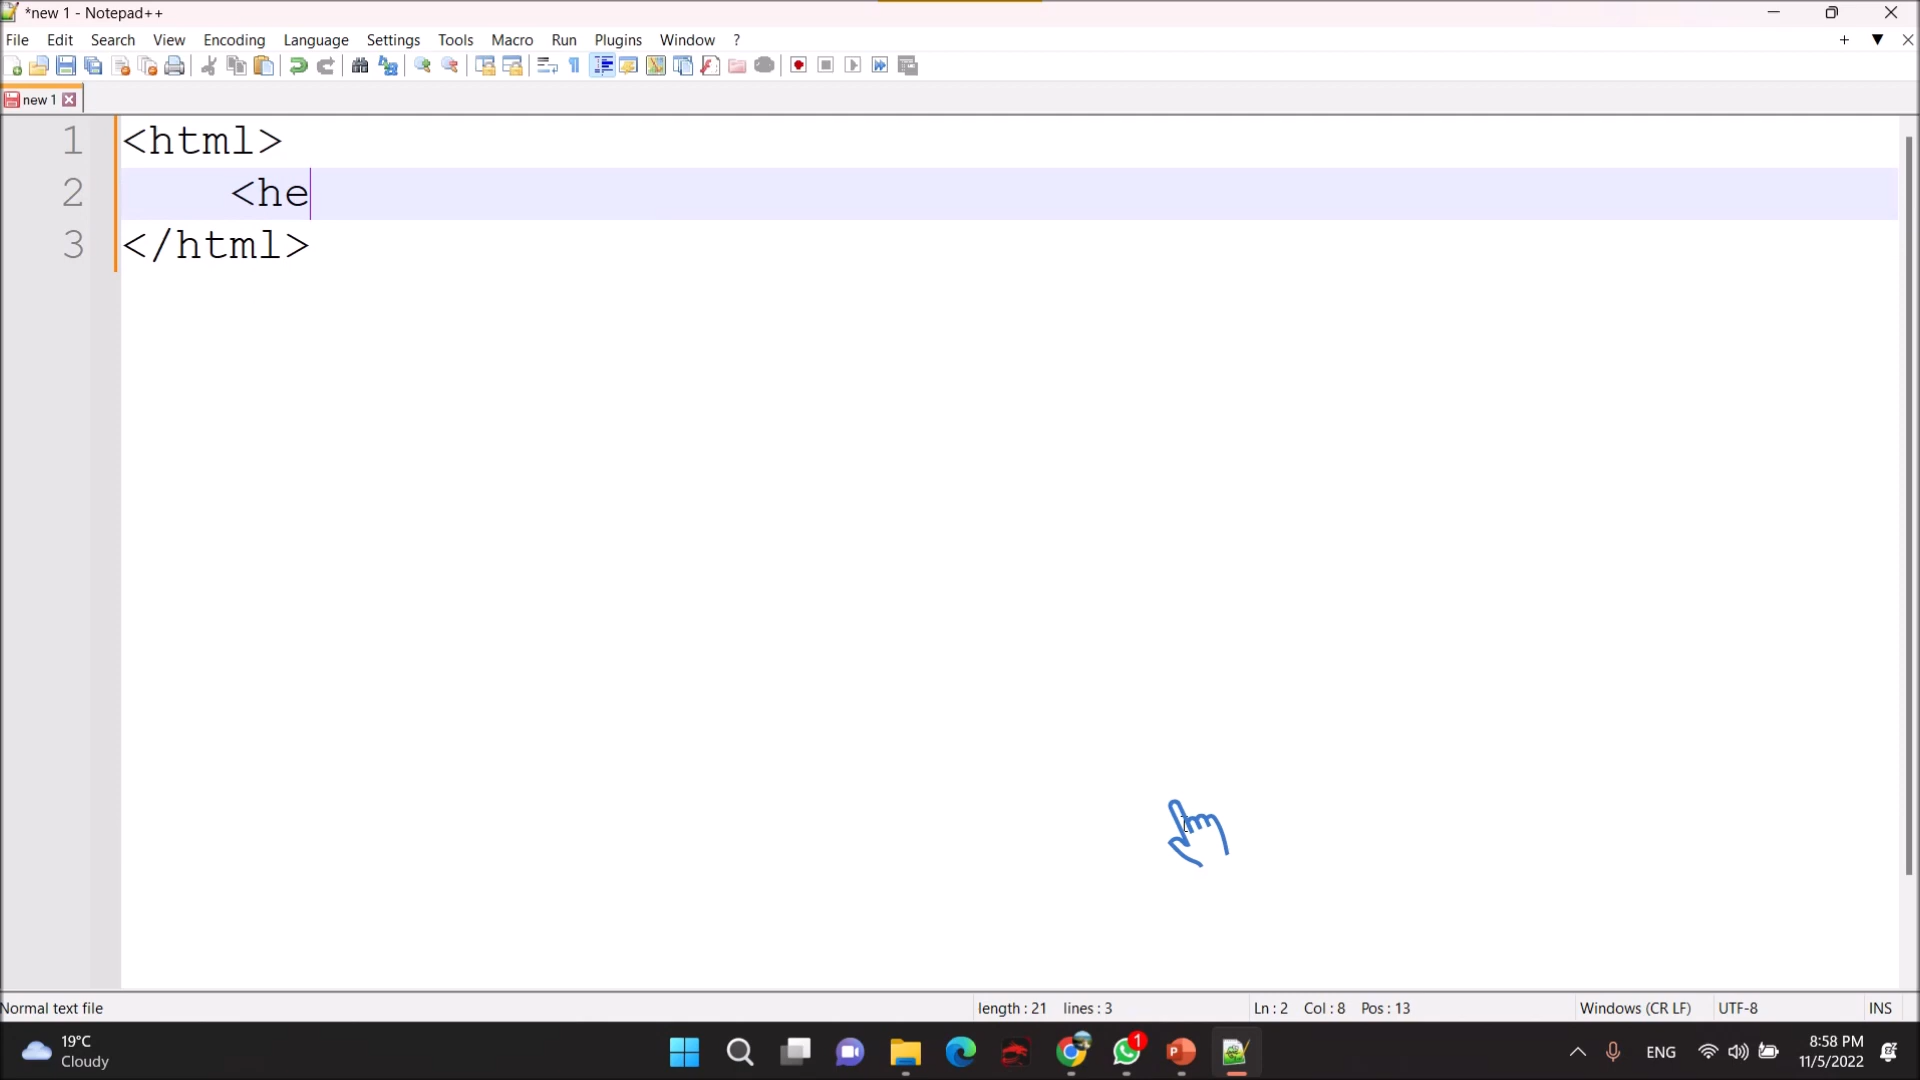 *new 1 - Notepad++
File Edit Search View Encoding Language Settings Tools Macro Run Plugins Window ?
new 1
1 <html>
2 <he
3 </html>
Normal text file length : 21 lines : 3 Ln : 2 Col : 8 Pos : 13 Windows (CR LF) UTF-8 INS
19°C
Cloudy
1
ENG
8:58 PM
11/5/2022